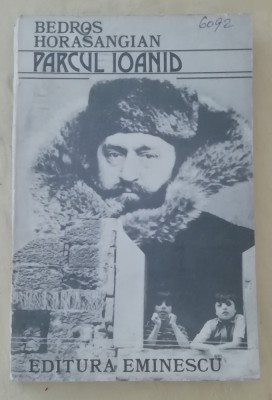 6092
BEDROS
HORASANGIAN
PARCUL IOANID
EDITURA EMINESCU